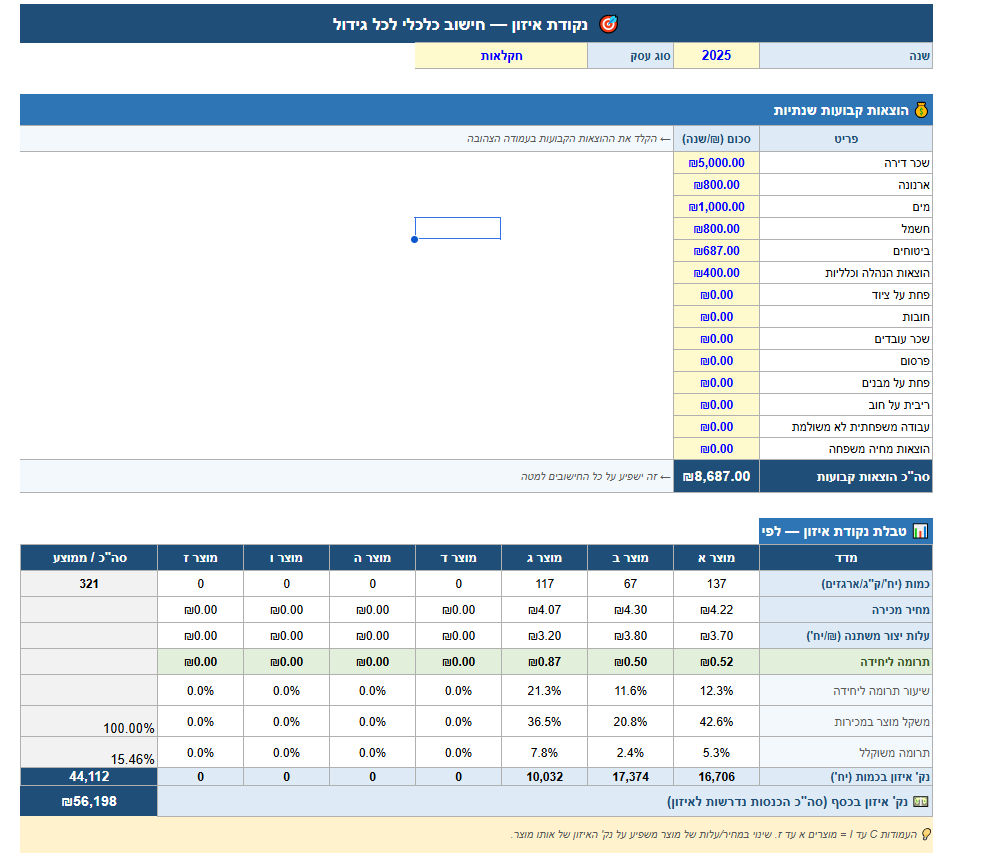 🎯 נקודת איזון — חישוב כלכלי לכל גידול
שנה 2025 סוג עסק חקלאות
💰 הוצאות קבועות שנתיות
פריט סכום (₪/שנה) ← הקלד את ההוצאות הקבועות בעמודה הצהובה
שכר דירה ₪5,000.00
ארנונה ₪800.00
מים ₪1,000.00
חשמל ₪800.00
ביטוחים ₪687.00
הוצאות הנהלה וכלליות ₪400.00
פחת על ציוד ₪0.00
חובות ₪0.00
שכר עובדים ₪0.00
פרסום ₪0.00
פחת על מבנים ₪0.00
ריבית על חוב ₪0.00
עבודה משפחתית לא משולמת ₪0.00
הוצאות מחיה משפחה ₪0.00
סה"כ הוצאות קבועות ₪8,687.00 ← זה ישפיע על כל החישובים למטה
📊 טבלת נקודת איזון — לפי
מדד מוצר א מוצר ב מוצר ג מוצר ד מוצר ה מוצר ו מוצר ז סה"כ / ממוצע
כמות (יח'/ק"ג/ארגזים) 137 67 117 0 0 0 0 321
מחיר מכירה ₪4.22 ₪4.30 ₪4.07 ₪0.00 ₪0.00 ₪0.00 ₪0.00
עלות יצור משתנה (₪/יח') ₪3.70 ₪3.80 ₪3.20 ₪0.00 ₪0.00 ₪0.00 ₪0.00
תרומה ליחידה ₪0.52 ₪0.50 ₪0.87 ₪0.00 ₪0.00 ₪0.00 ₪0.00
שיעור תרומה ליחידה 12.3% 11.6% 21.3% 0.0% 0.0% 0.0% 0.0%
משקל מוצר במכירות 42.6% 20.8% 36.5% 0.0% 0.0% 0.0% 0.0% 100.00%
תרומה משוקלל 5.3% 2.4% 7.8% 0.0% 0.0% 0.0% 0.0% 15.46%
נק' איזון בכמות (יח') 16,706 17,374 10,032 0 0 0 0 44,112
💵 נק' איזון בכסף (סה"כ הכנסות נדרשות לאיזון) ₪56,198
💡 העמודות C עד I = מוצרים א עד ז. שינוי במחיר/עלות של מוצר משפיע על נק' האיזון של אותו מוצר.